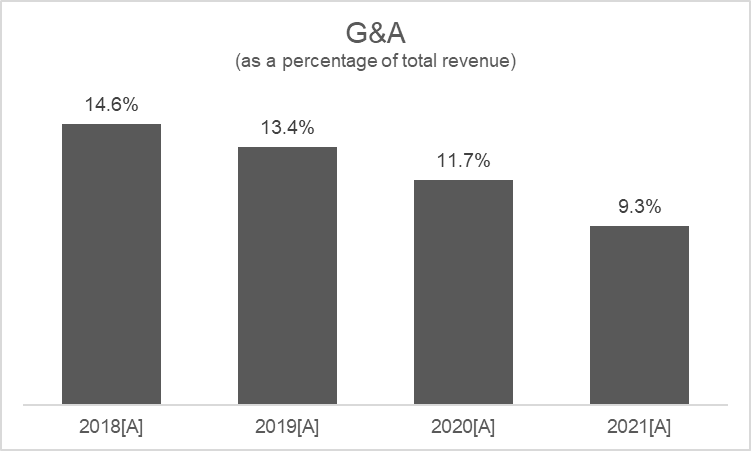 G&A
(as a percentage of total revenue)
14.6%
13.4%
11.7%
9.3%
2018[A]
2019[A]
2020[A]
2021[A]